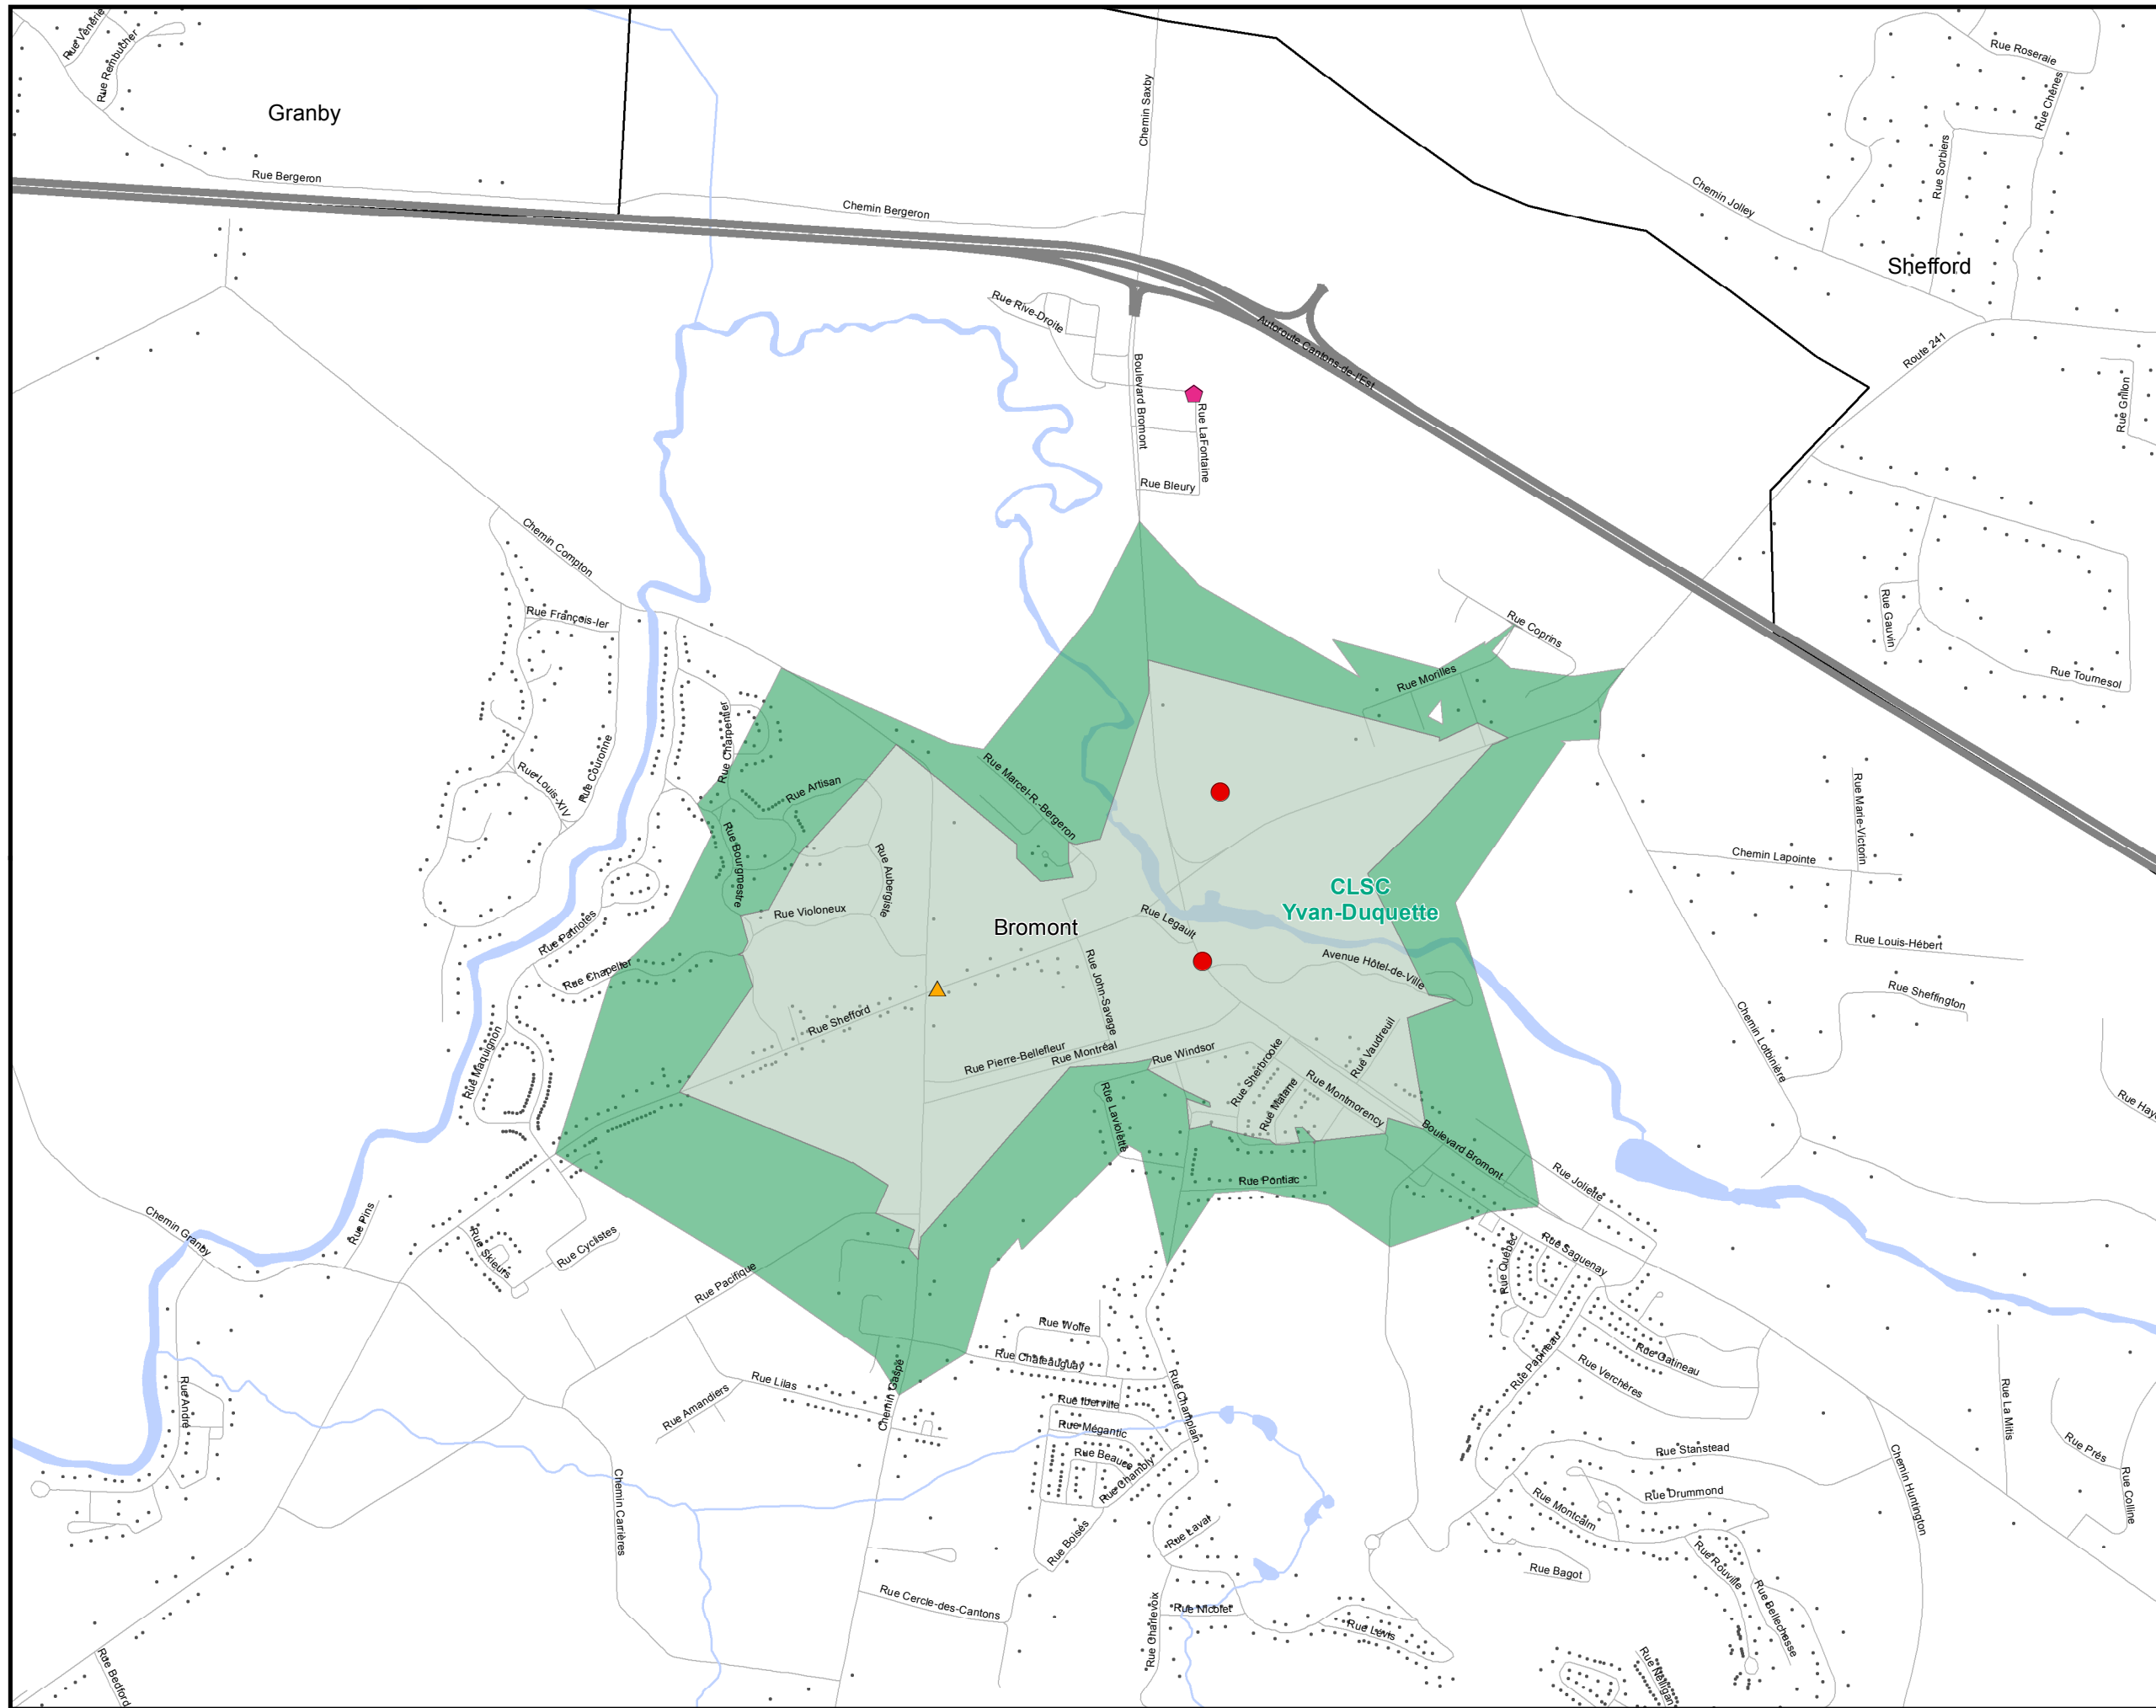 Rue Vénerie
Rue Rembucher
Granby
Rue Bergeron
Chemin Bergeron
Chemin Saxby
Rue Roseraie
Rue Chênes
Rue Sorbiers
Chemin Jolley
Shefford
Route 241
Rue Grillon
Rue Rive-Droite
Boulevard Bromont
Rue LaFontaine
Rue Bleury
Autoroute Cantons-de-l'Est
Chemin Compton
Rue François-Ier
Rue Couronne
Rue Louis-XIV
Rue Charpentier
Rue Artisan
Rue Bourgmestre
Rue Aubergiste
Rue Violoneux
Rue Marcel-R.-Bergeron
Rue Coprins
Rue Morilles
Rue Gauvin
Rue Tournesol
Rue Marie-Victorin
Chemin Lapointe
Rue Louis-Hébert
Rue Sheffington
Chemin Lotbinière
CLSC
Yvan-Duquette
Bromont
Rue Legault
Avenue Hôtel-de-Ville
Rue Patriotes
Rue Chapelier
Rue Maquignon
Rue Shefford
Rue John-Savage
Rue Pierre-Bellefleur
Rue Montréal
Rue Windsor
Rue Sherbrooke
Rue Matane
Rue Vaudreuil
Rue Montmorency
Rue Laviolette
Rue Pontiac
Boulevard Bromont
Rue Joliette
Chemin Granby
Rue Pins
Rue Skieurs
Rue Cyclistes
Rue Pacifique
Rue Québec
Rue Saguenay
Rue Wolfe
Rue Châteauguay
Rue Papineau
Rue Gatineau
Rue Verchères
Rue André
Rue Amandiers
Rue Lilas
Chemin Gaspé
Rue Iberville
Rue Mégantic
Rue Beauce
Rue Chambly
Rue Champlain
Rue La Mitis
Rue Prés
Rue Colline
Rue Stanstead
Rue Drummond
Rue Montcalm
Chemin Huntington
Chemin Carrières
Rue Boisés
Rue Laval
Rue Bagot
Rue Rouville
Rue Bellechasse
Rue Cercle-des-Cantons
Rue Charlevoix
Rue Nicolet
Rue Lévis
Rue Nelligan
Rue Bedford